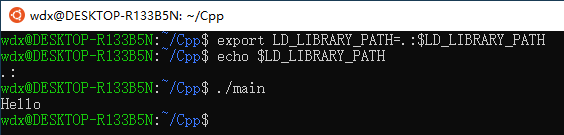 wdx@DESKTOP-R133B5N: ~/Cpp
wdx@DESKTOP-R133B5N:~/Cpp$ export LD_LIBRARY_PATH=.:$LD_LIBRARY_PATH
wdx@DESKTOP-R133B5N:~/Cpp$ echo $LD_LIBRARY_PATH
.:
wdx@DESKTOP-R133B5N:~/Cpp$ ./main
Hello
wdx@DESKTOP-R133B5N:~/Cpp$